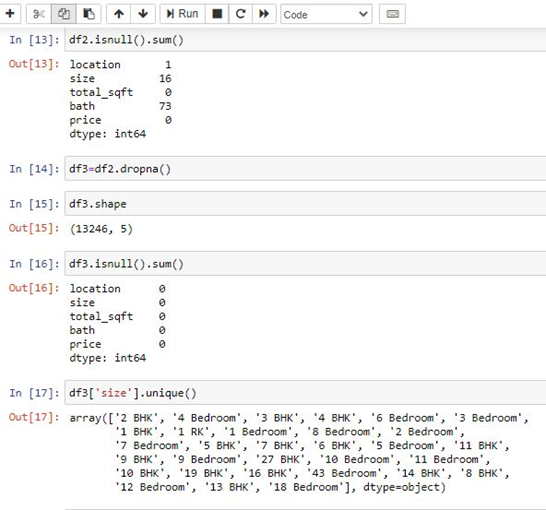 Run Code
In [13]: df2.isnull().sum()
Out[13]: location 1
size 16
total_sqft 0
bath 73
price 0
dtype: int64
In [14]: df3=df2.dropna()
In [15]: df3.shape
Out[15]: (13246, 5)
In [16]: df3.isnull().sum()
Out[16]: location 0
size 0
total_sqft 0
bath 0
price 0
dtype: int64
In [17]: df3['size'].unique()
Out[17]: array(['2 BHK', '4 Bedroom', '3 BHK', '4 BHK', '6 Bedroom', '3 Bedroom',
'1 BHK', '1 RK', '1 Bedroom', '8 Bedroom', '2 Bedroom',
'7 Bedroom', '5 BHK', '7 BHK', '6 BHK', '5 Bedroom', '11 BHK',
'9 BHK', '9 Bedroom', '27 BHK', '10 Bedroom', '11 Bedroom',
'10 BHK', '19 BHK', '16 BHK', '43 Bedroom', '14 BHK', '8 BHK',
'12 Bedroom', '13 BHK', '18 Bedroom'], dtype=object)